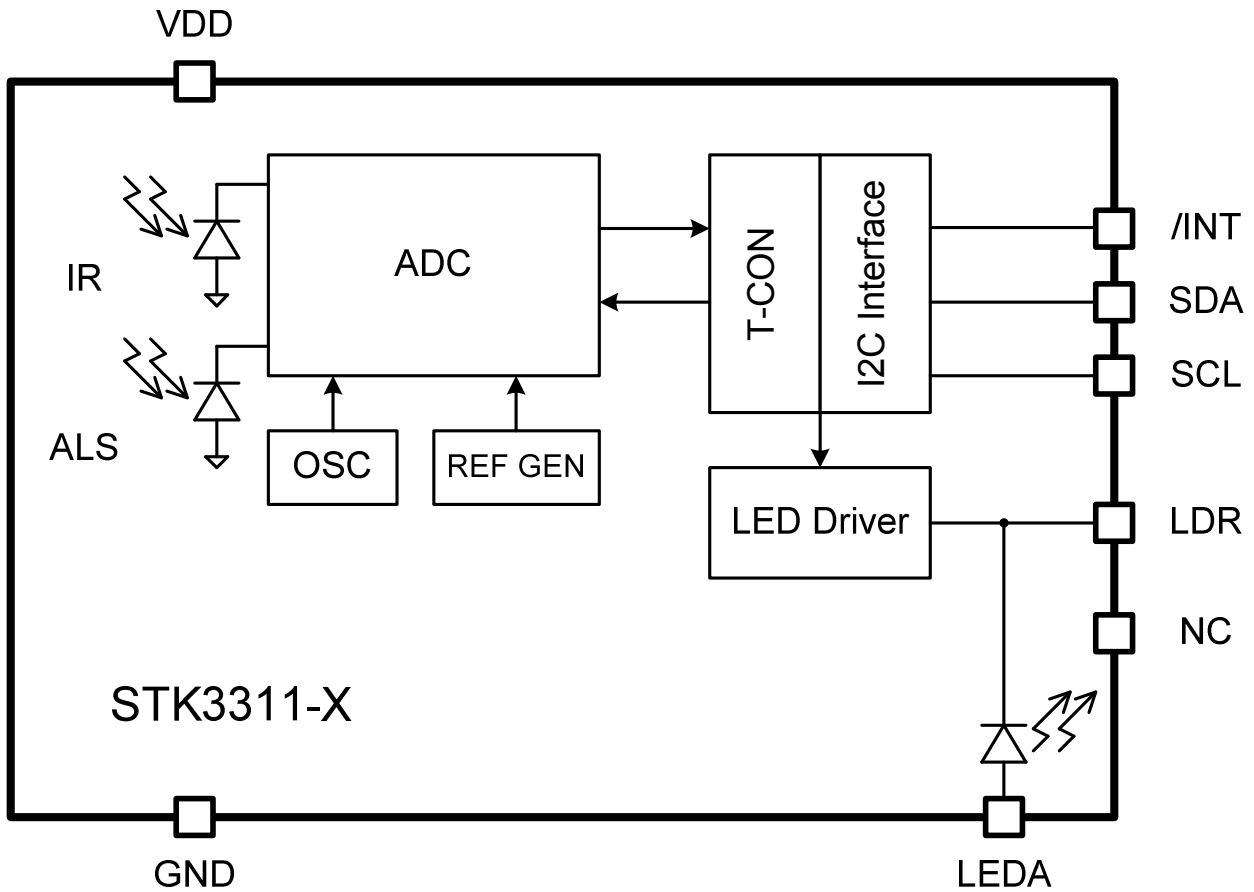 VDD
ADC
T-CON
I2C Interface
/INT
IR
SDA
SCL
ALS
OSC
REF GEN
LED Driver
LDR
NC
STK3311-X
GND
LEDA